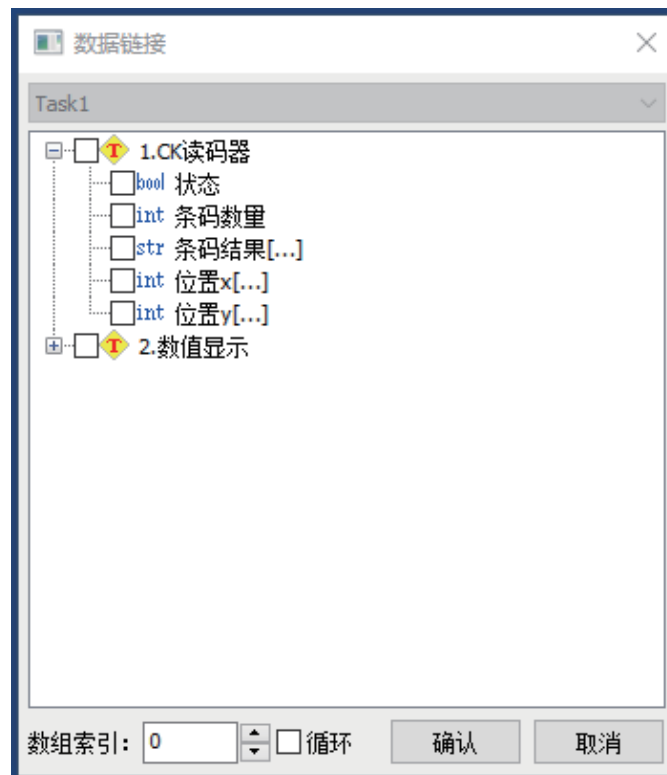 数据链接
Task1
T 1.CK读码器
bool 状态
int 条码数量
str 条码结果[...]
int 位置x[...]
int 位置y[...]
T 2.数值显示
数组索引: 0 循环 确认 取消